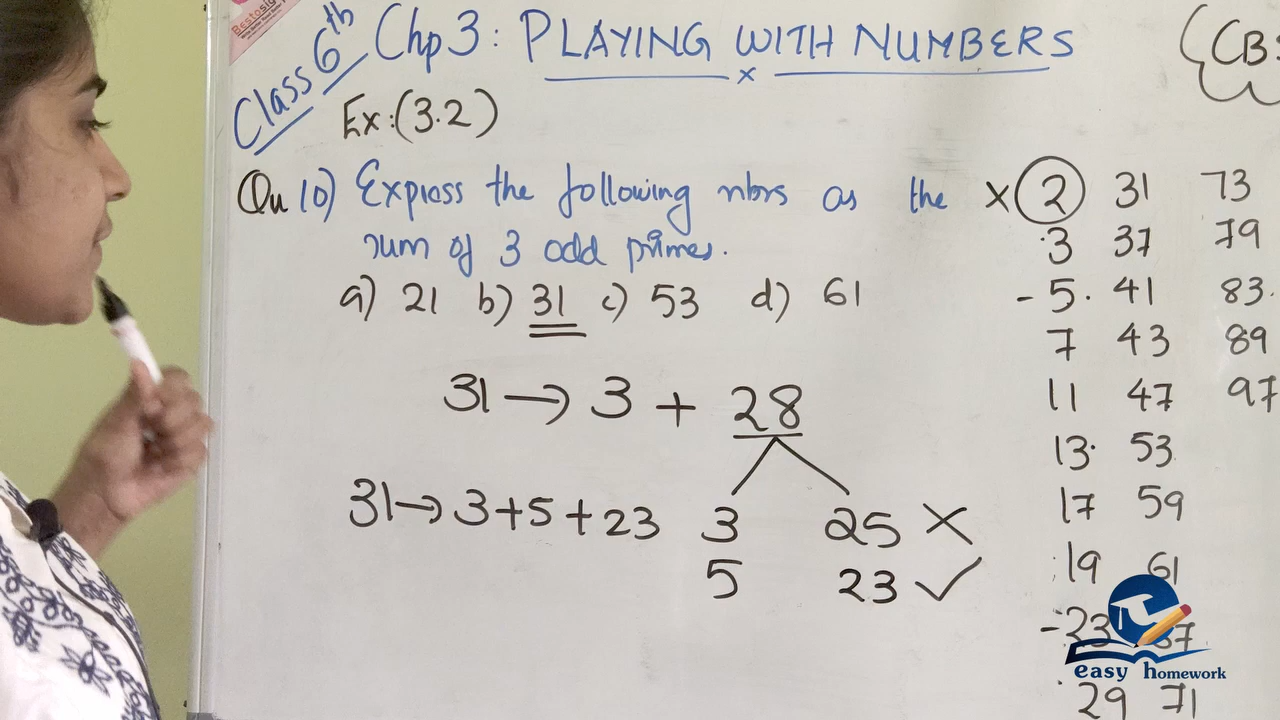 Class 6th Chp 3: PLAYING WITH NUMBERS
Ex:(3.2)
Qu 10) Express the following nbrs as the
sum of 3 odd primes.
a) 21 b) 31 c) 53 d) 61
31 → 3 + 28
31 → 3+5+23
3 25 ×
5 23 ✓
× 2 31 73
3 37 79
- 5 . 41 83
7 43 89
11 47 97
13 53
17 59
19 61
- 23
29 71
easy homework